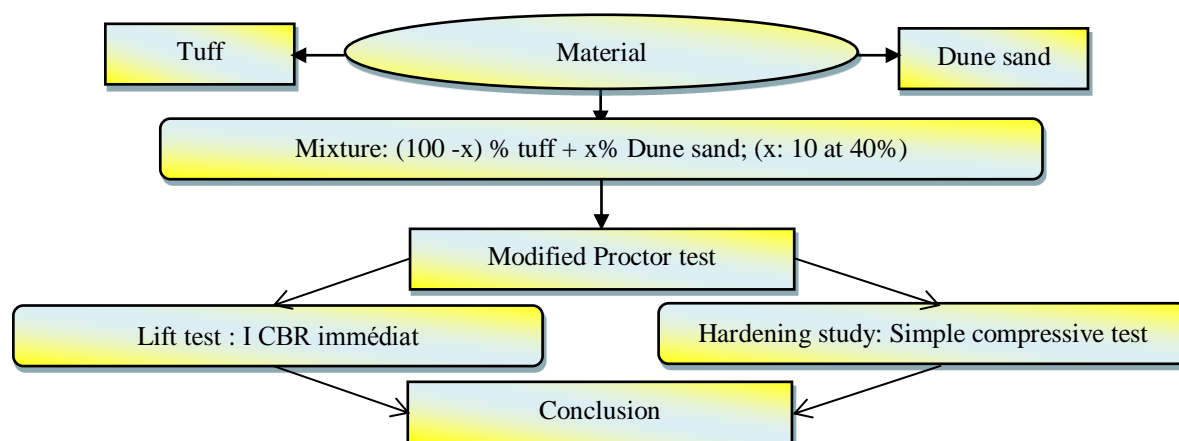 Tuff
Material
Dune sand
Mixture: (100 -x) % tuff + x% Dune sand; (x: 10 at 40%)
Modified Proctor test
Lift test : I CBR immédiat
Hardening study: Simple compressive test
Conclusion